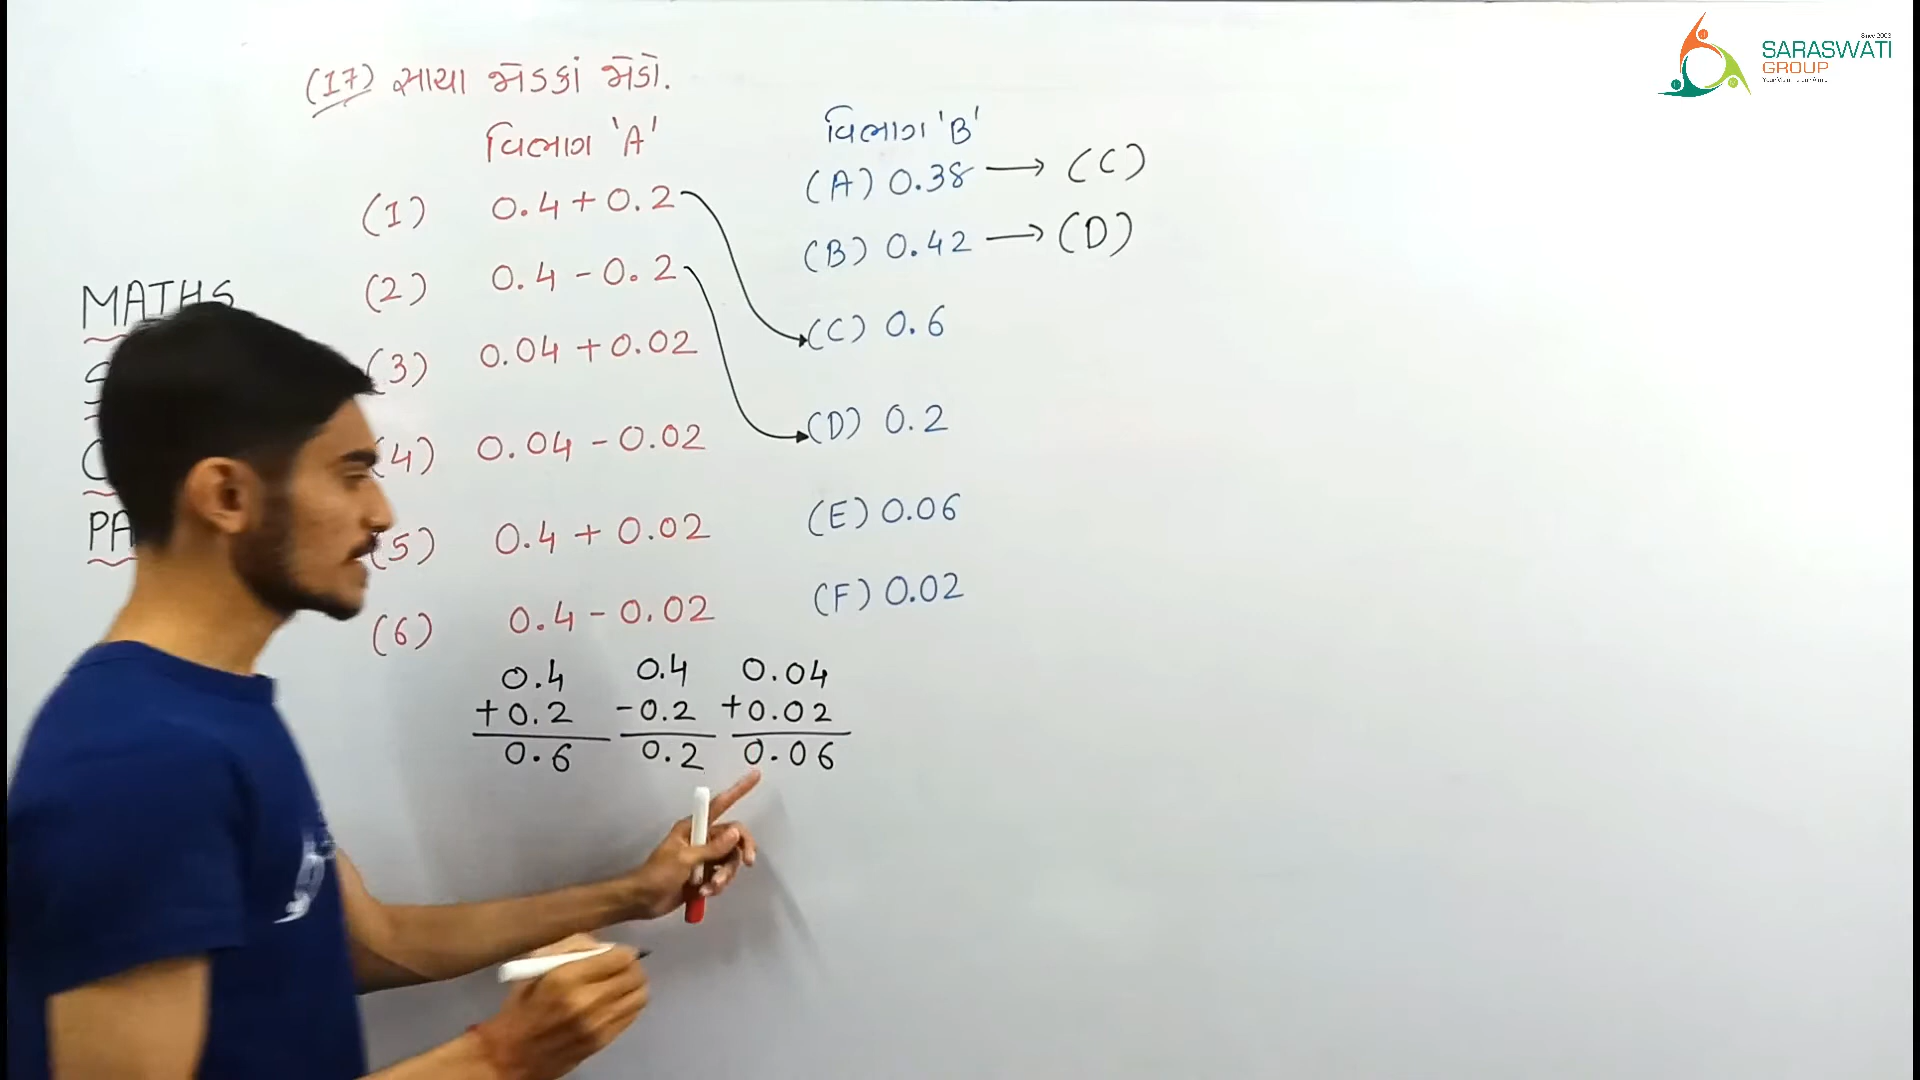 (17) સાચા જોડકાં જોડો.
વિભાગ 'A'
(1) 0.4 + 0.2
(2) 0.4 - 0.2
(3) 0.04 + 0.02
(4) 0.04 - 0.02
(5) 0.4 + 0.02
(6) 0.4 - 0.02
વિભાગ 'B'
(A) 0.38 → (C)
(B) 0.42 → (D)
(C) 0.6
(D) 0.2
(E) 0.06
(F) 0.02
0.4
+0.2
0.6
0.4
-0.2
0.2
0.04
+0.02
0.06
MATHS
Since 2003
SARASWATI
GROUP